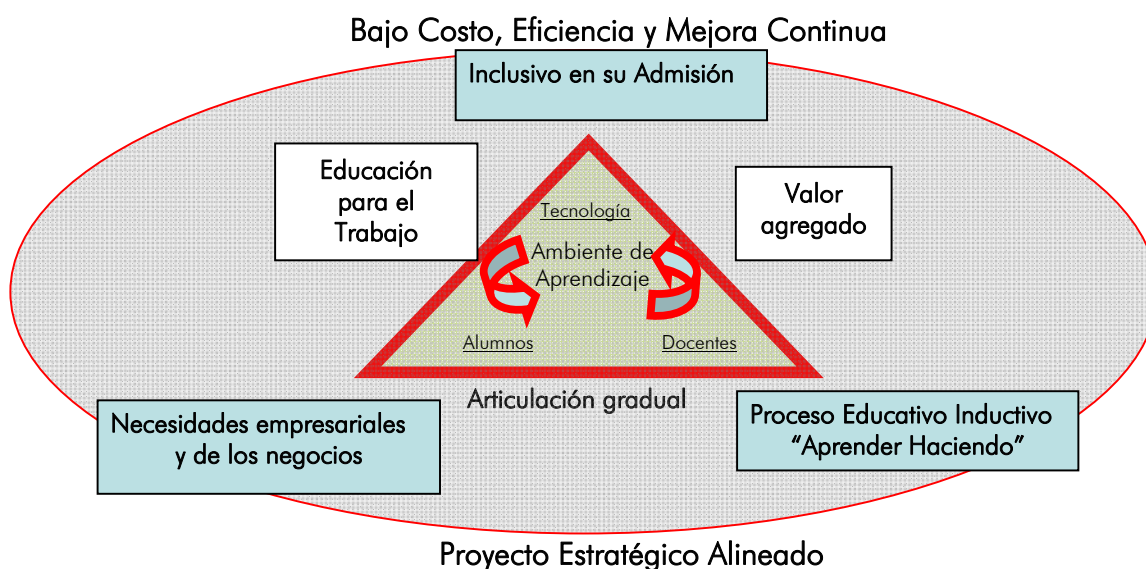 Bajo Costo, Eficiencia y Mejora Continua
Inclusivo en su Admisión
Educación
para el
Trabajo
Valor
agregado
Tecnología
Ambiente de
Aprendizaje
Alumnos
Docentes
Articulación gradual
Necesidades empresariales
y de los negocios
Proceso Educativo Inductivo
“Aprender Haciendo”
Proyecto Estratégico Alineado